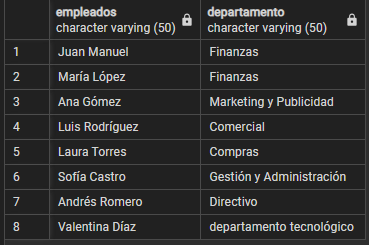 empleados departamento
character varying (50) character varying (50)
1 Juan Manuel Finanzas
2 María López Finanzas
3 Ana Gómez Marketing y Publicidad
4 Luis Rodríguez Comercial
5 Laura Torres Compras
6 Sofía Castro Gestión y Administración
7 Andrés Romero Directivo
8 Valentina Díaz departamento tecnológico